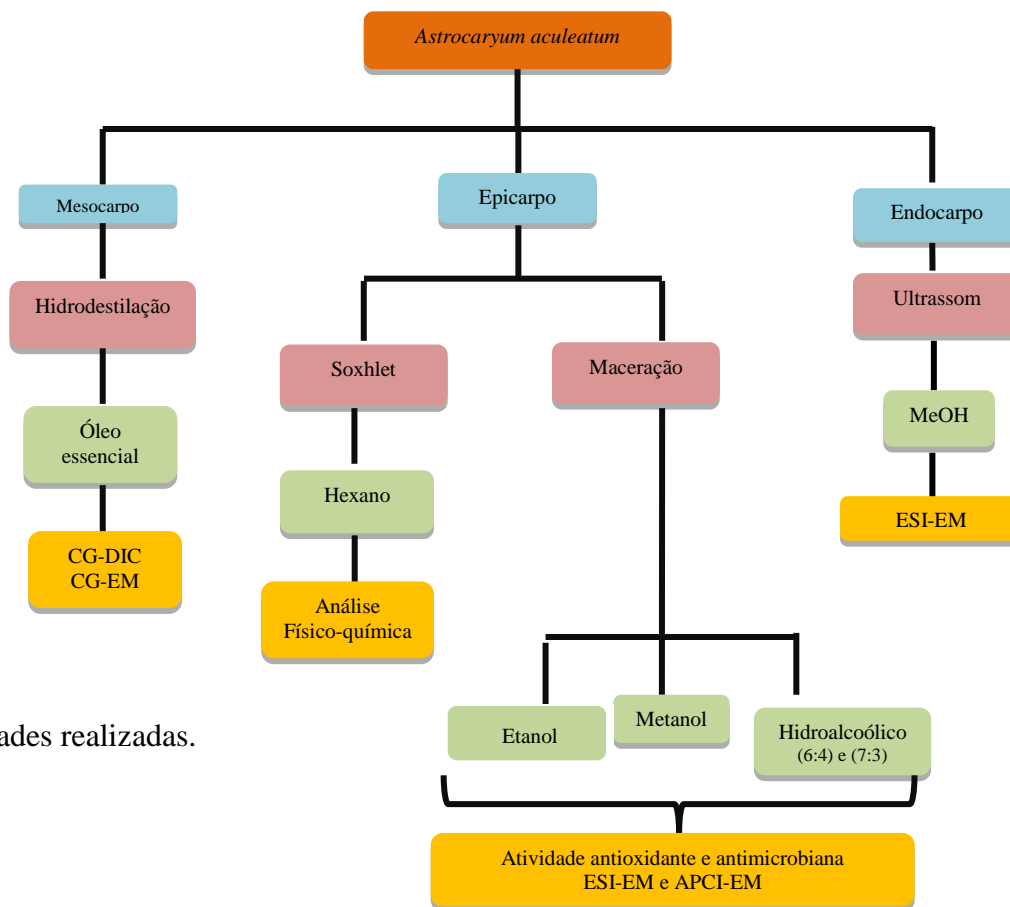 Astrocaryum aculeatum
Mesocarpo
Epicarpo
Endocarpo
Hidrodestilação
Soxhlet
Maceração
Ultrassom
Óleo
essencial
Hexano
MeOH
CG-DIC
CG-EM
Análise
Físico-química
ESI-EM
Etanol
Metanol
Hidroalcoólico
(6:4) e (7:3)
ades realizadas.
Atividade antioxidante e antimicrobiana
ESI-EM e APCI-EM